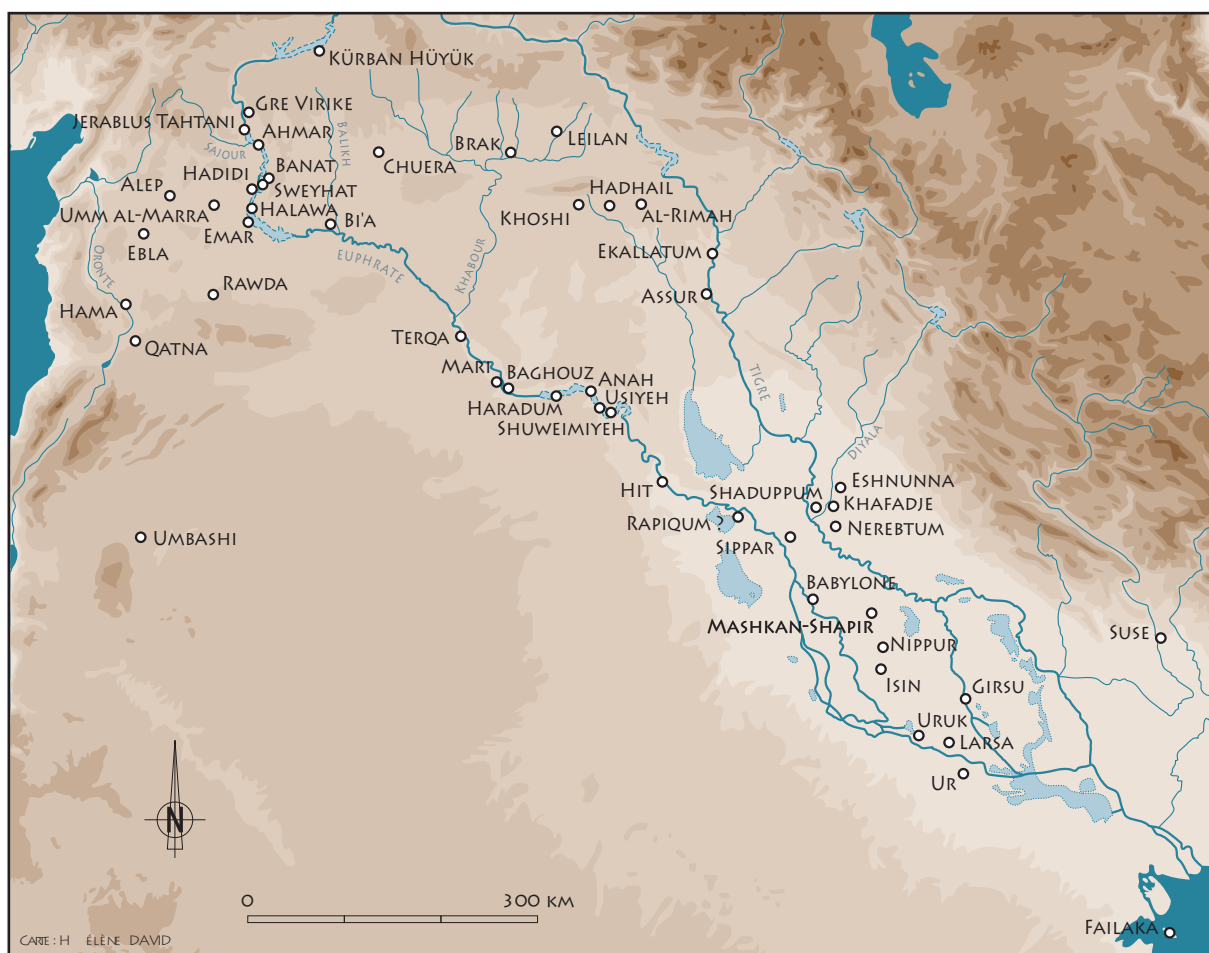 KÜRBAN HÜYÜK
GRE VIRIKE
JERABLUS TAHTANI
AHMAR
SAJOUR
BALIKH
BRAK
LEILAN
CHUERA
HADIDI
BANAT
SWEYHAT
ALEP
UMM AL-MARRA
HALAWA
EMAR
BI'A
EBLA
HADHAIL
KHOSHI
AL-RIMAH
EKALLATUM
ORONTE
EUPHRATE
KHABOUR
RAWDA
ASSUR
HAMA
TERQA
QATNA
MARI
BAGHOUZ
ANAH
USIYEH
HARADUM
SHUWEIMIYEH
TIGRE
DIYALA
HIT
SHADUPPUM
ESHNUNNA
KHAFADJE
RAPIQUM ?
NEREBTUM
SIPPAR
UMBASHI
BABYLONE
MASHKAN-SHAPIR
NIPPUR
SUSE
ISIN
GIRSU
URUK
LARSA
UR
N
0 300 KM
FAILAKA
CARTE : H ÉLÈNE DAVID